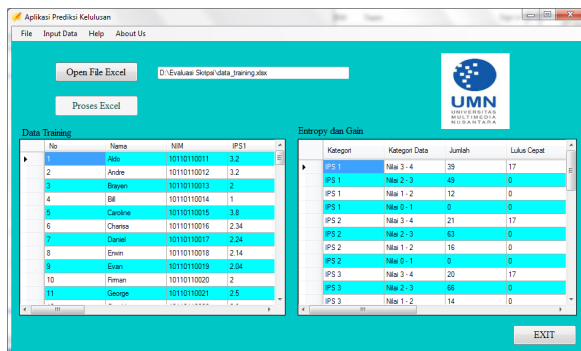 Aplikasi Prediksi Kelulusan
File Input Data Help About Us
Open File Excel D:\Evaluasi Skripsi\data_training.xlsx
Proses Excel
UMN
UNIVERSITAS
MULTIMEDIA
NUSANTARA
Data Training
No Nama NIM IPS1
1 Aldo 10110110011 3.2
2 Andre 10110110012 3.2
3 Brayen 10110110013 2
4 Bill 10110110014 1
5 Caroline 10110110015 3.8
6 Charisa 10110110016 2.34
7 Daniel 10110110017 2.24
8 Erwin 10110110018 2.14
9 Evan 10110110019 2.04
10 Firman 10110110020 2
11 George 10110110021 2.5
Entropy dan Gain
Kategori Kategori Data Jumlah Lulus Cepat
IPS 1 Nilai 3 - 4 39 17
IPS 1 Nilai 2 - 3 49 0
IPS 1 Nilai 1 - 2 12 0
IPS 1 Nilai 0 - 1 0 0
IPS 2 Nilai 3 - 4 21 17
IPS 2 Nilai 2 - 3 63 0
IPS 2 Nilai 1 - 2 16 0
IPS 2 Nilai 0 - 1 0 0
IPS 3 Nilai 3 - 4 20 17
IPS 3 Nilai 2 - 3 66 0
IPS 3 Nilai 1 - 2 14 0
EXIT